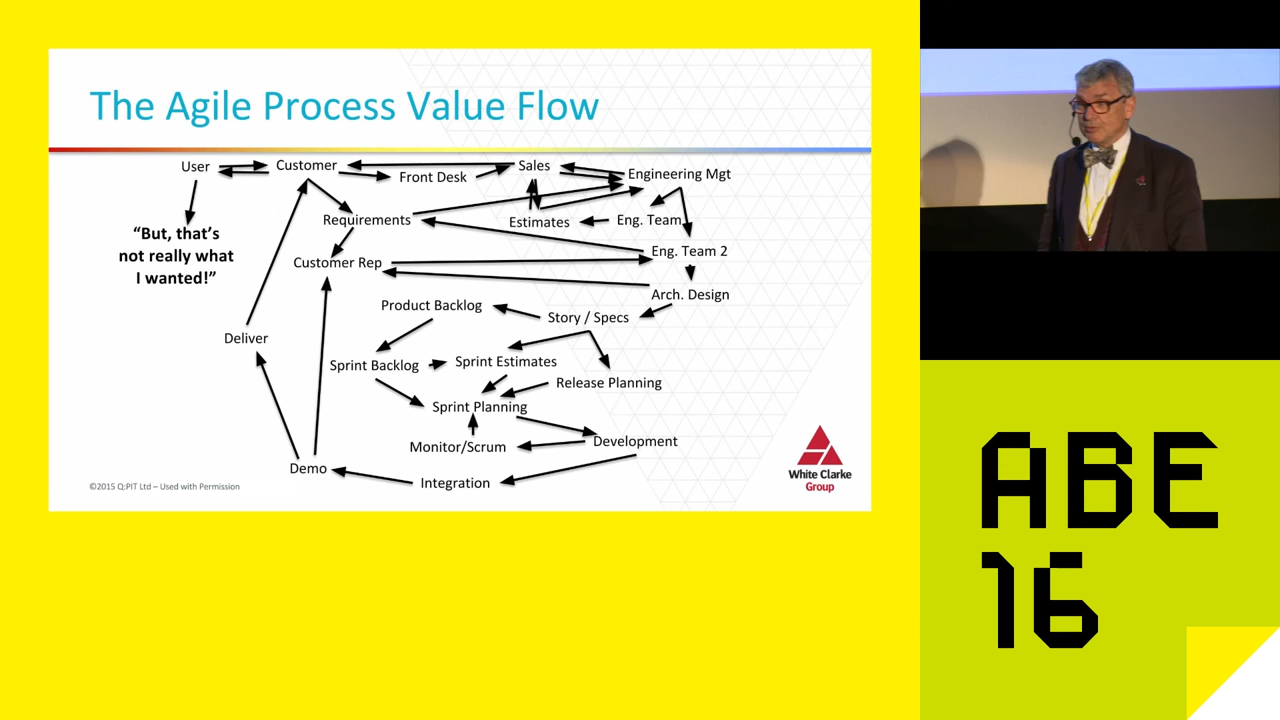 The Agile Process Value Flow
User
Customer
Front Desk
Sales
Engineering Mgt
Requirements
Estimates
Eng. Team
“But, that’s
not really what
I wanted!”
Customer Rep
Eng. Team 2
Arch. Design
Product Backlog
Story / Specs
Deliver
Sprint Backlog
Sprint Estimates
Release Planning
Sprint Planning
Monitor/Scrum
Development
Demo
Integration
©2015 Q:PIT Ltd – Used with Permission
White Clarke
Group
ABE
16